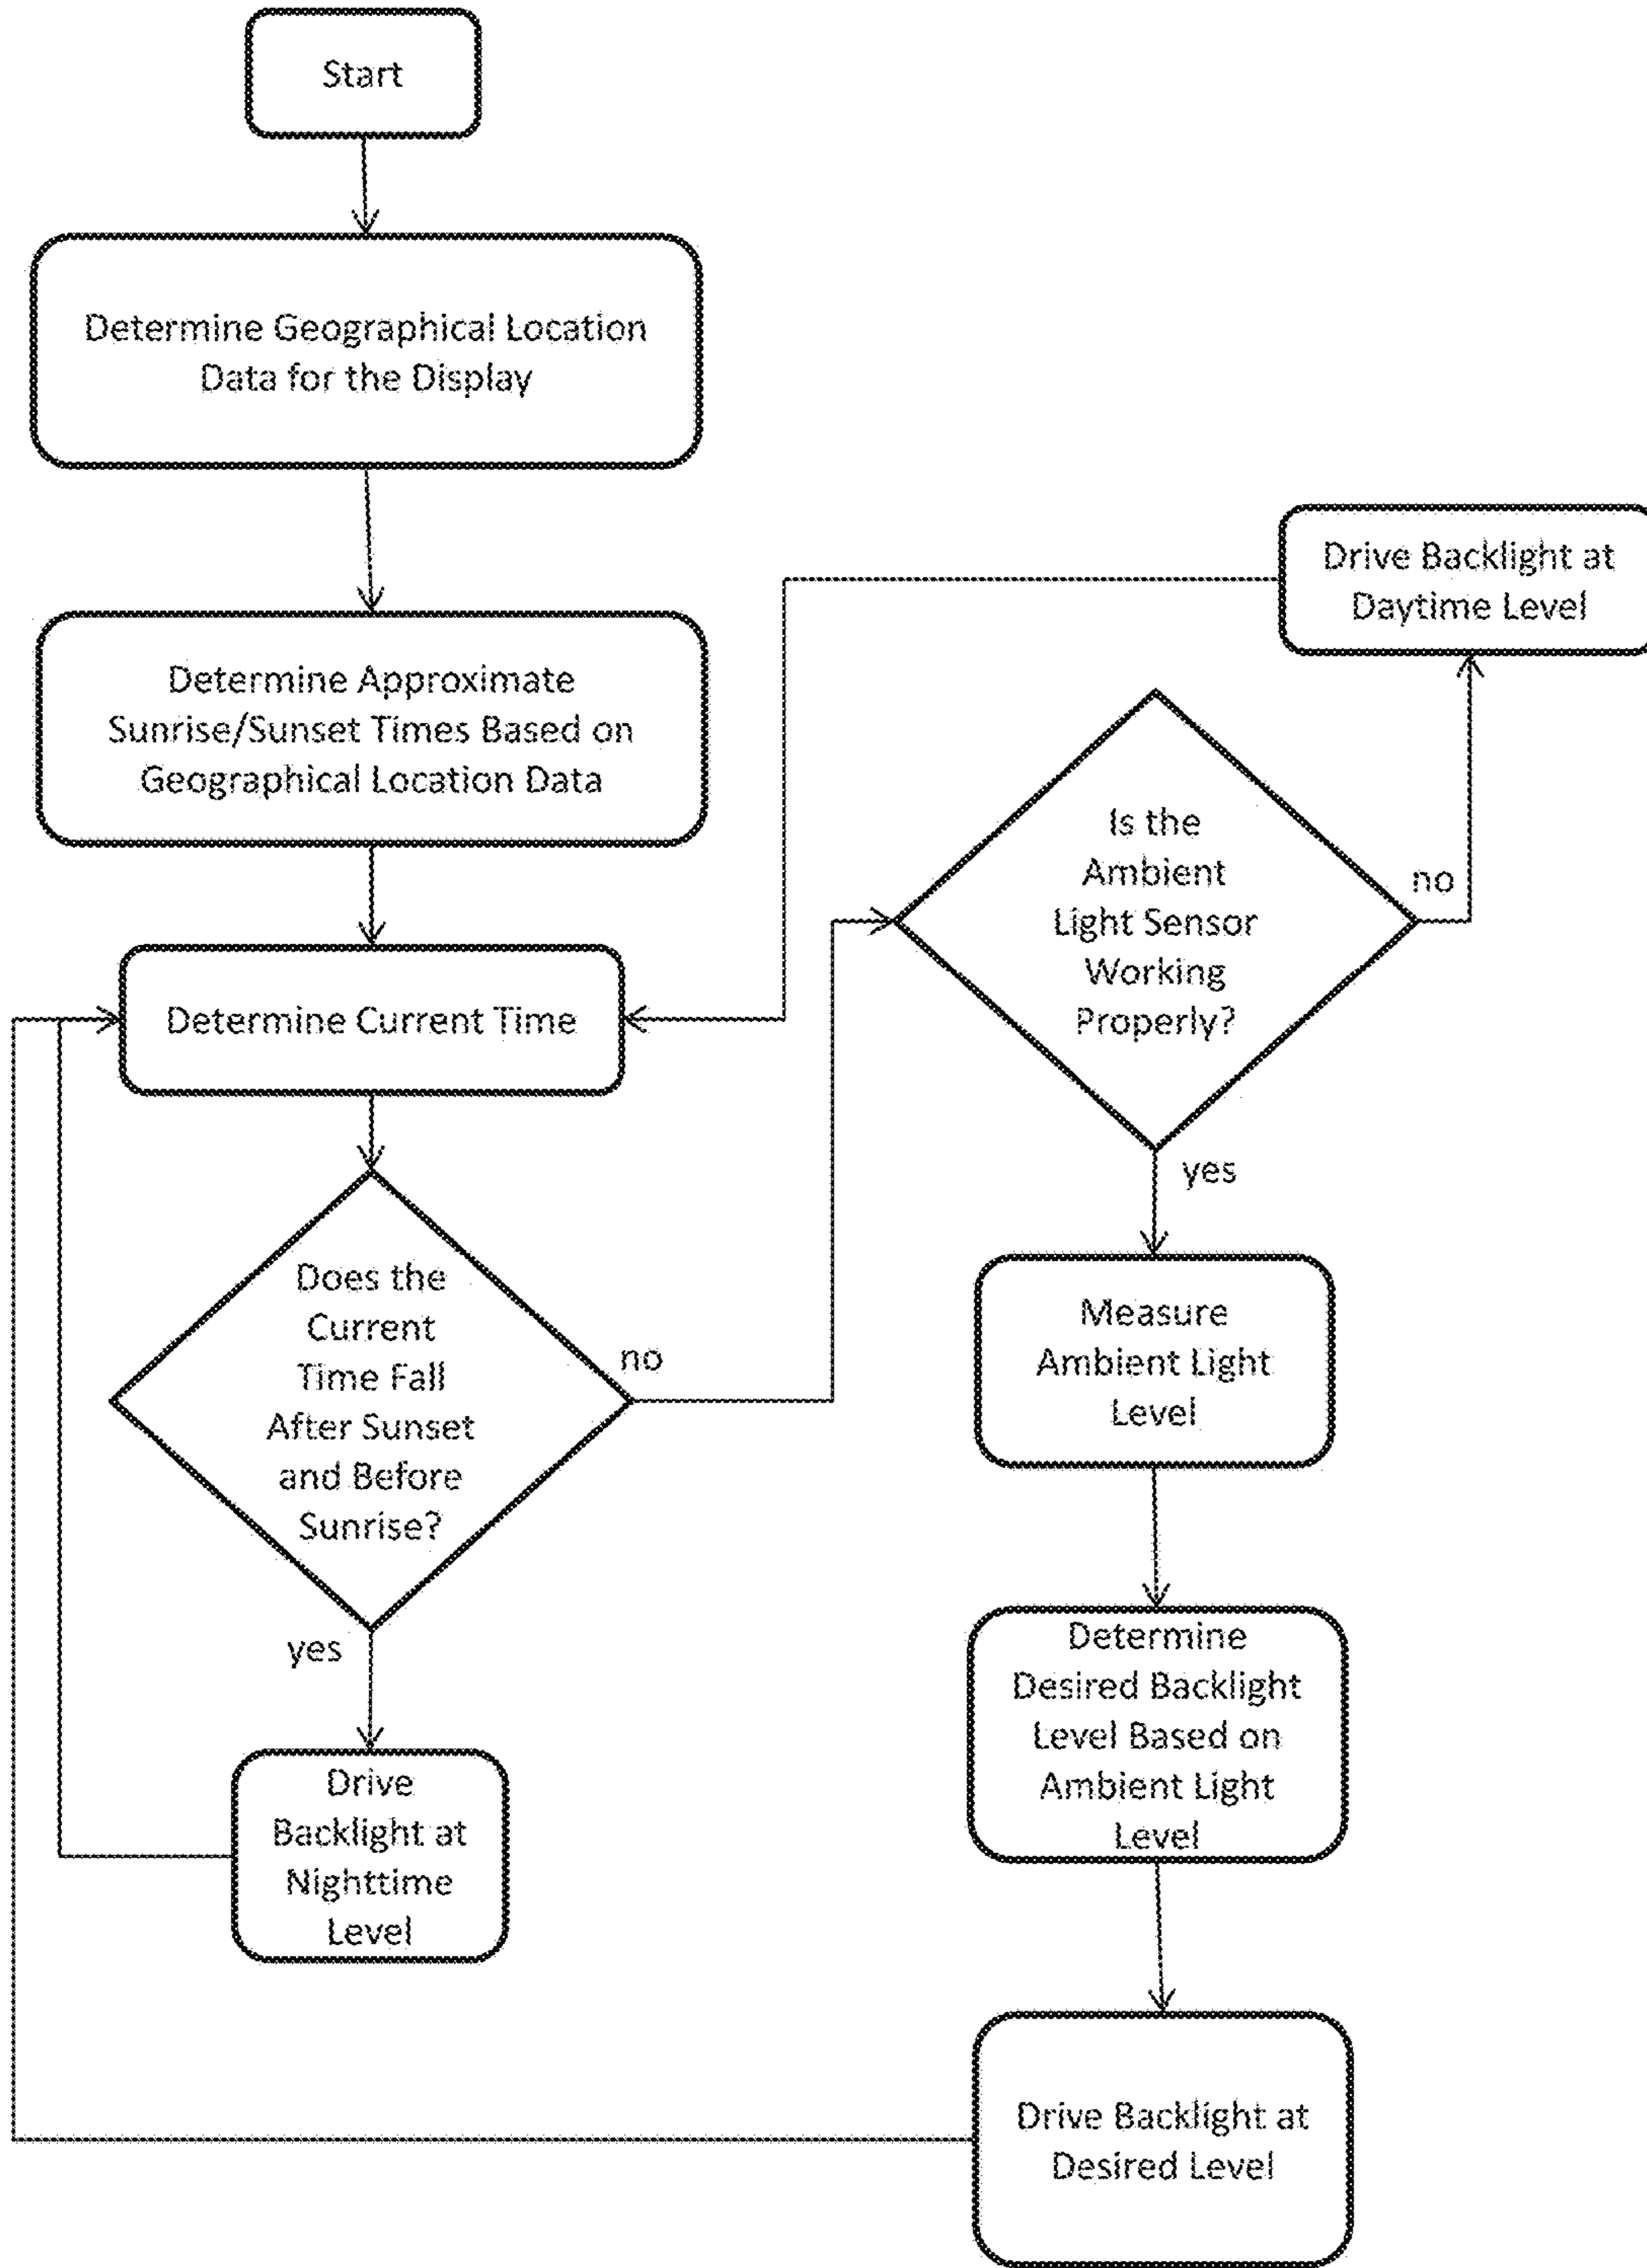 Start
Determine Geographical Location
Data for the Display
Determine Approximate
Sunrise/Sunset Times Based on
Geographical Location Data
Determine Current Time
Does the
Current
Time Fall
After Sunset
and Before
Sunrise?
no
yes
Drive
Backlight at
Nighttime
Level
Drive Backlight at
Daytime Level
Is the
Ambient
Light Sensor
Working
Properly?
no
yes
Measure
Ambient Light
Level
Determine
Desired Backlight
Level Based on
Ambient Light
Level
Drive Backlight at
Desired Level